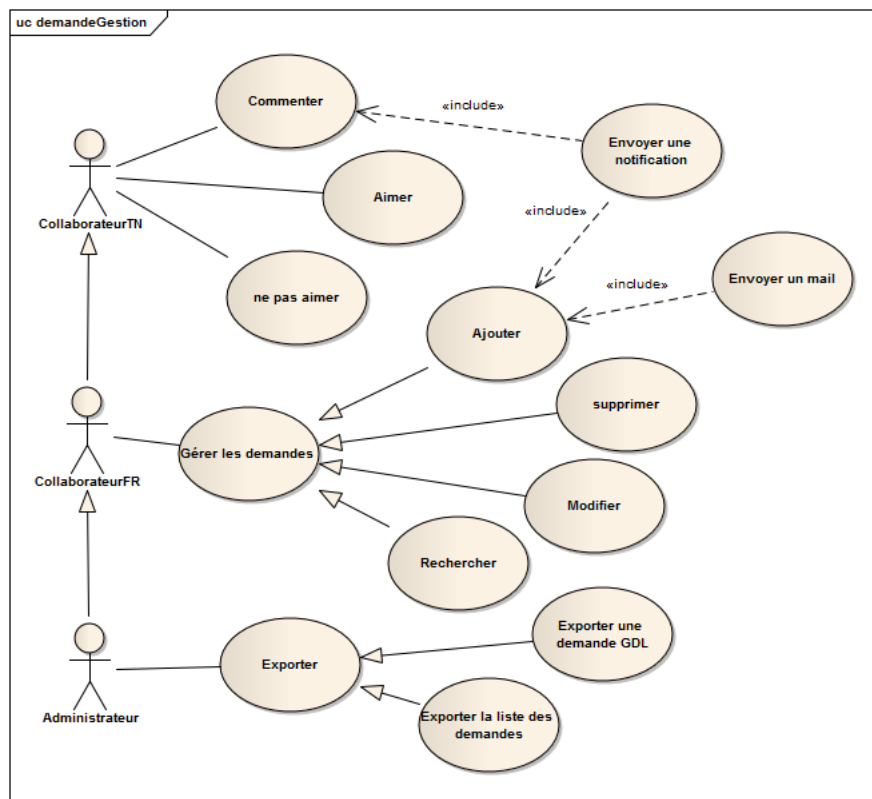 uc demandeGestion
Commenter
«include»
Envoyer une
notification
Aimer
CollaborateurTN
«include»
ne pas aimer
Envoyer un mail
«include»
Ajouter
supprimer
Gérer les demandes
CollaborateurFR
Modifier
Rechercher
Exporter une
demande GDL
Exporter
Administrateur
Exporter la liste des
demandes